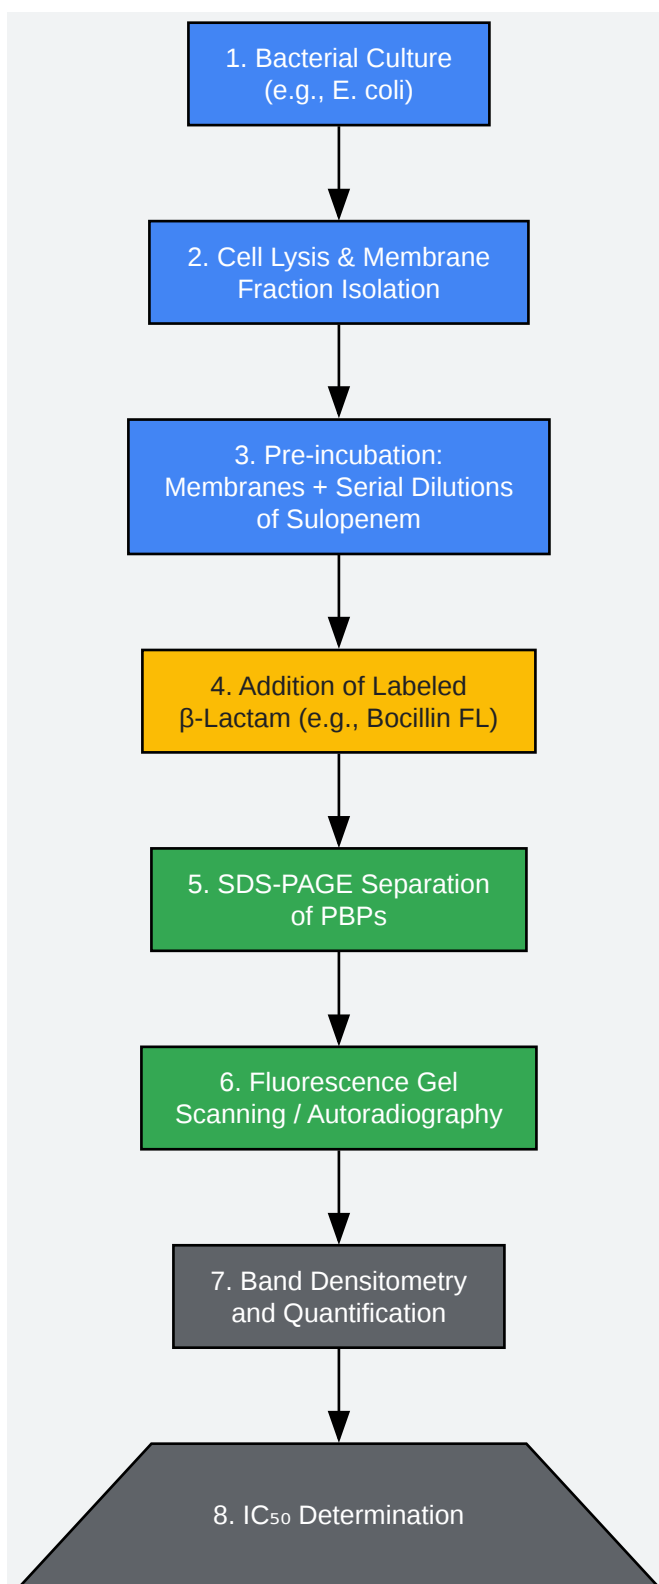 1. Bacterial Culture
(e.g., E. coli)
2. Cell Lysis & Membrane
Fraction Isolation
3. Pre-incubation:
Membranes + Serial Dilutions
of Sulopenem
4. Addition of Labeled
β-Lactam (e.g., Bocillin FL)
5. SDS-PAGE Separation
of PBPs
6. Fluorescence Gel
Scanning / Autoradiography
7. Band Densitometry
and Quantification
8. IC₅₀ Determination